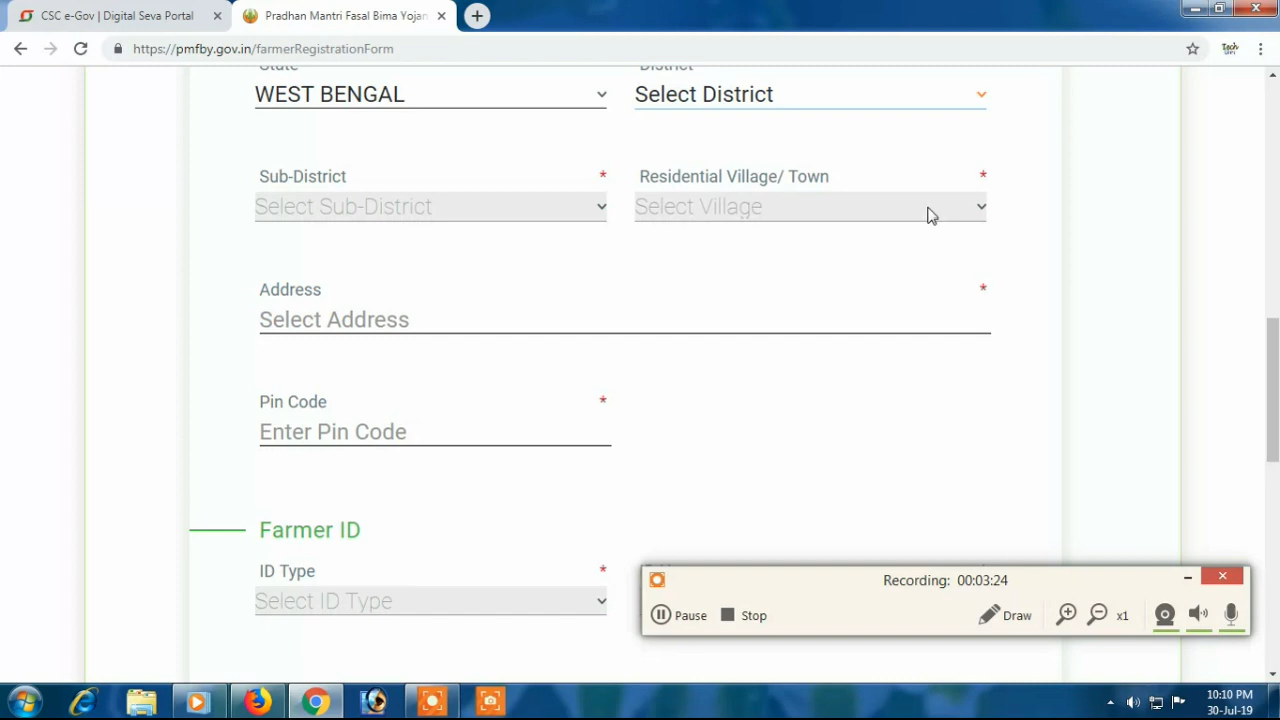 CSC e-Gov | Digital Seva Portal
Pradhan Mantri Fasal Bima Yojan
https://pmfby.gov.in/farmerRegistrationForm
State
District
WEST BENGAL
Select District
Sub-District *
Residential Village/ Town *
Select Sub-District
Select Village
Address *
Select Address
Pin Code *
Enter Pin Code
Farmer ID
ID Type *
Select ID Type
Recording: 00:03:24
Pause
Stop
Draw
x1
10:10 PM
30-Jul-19